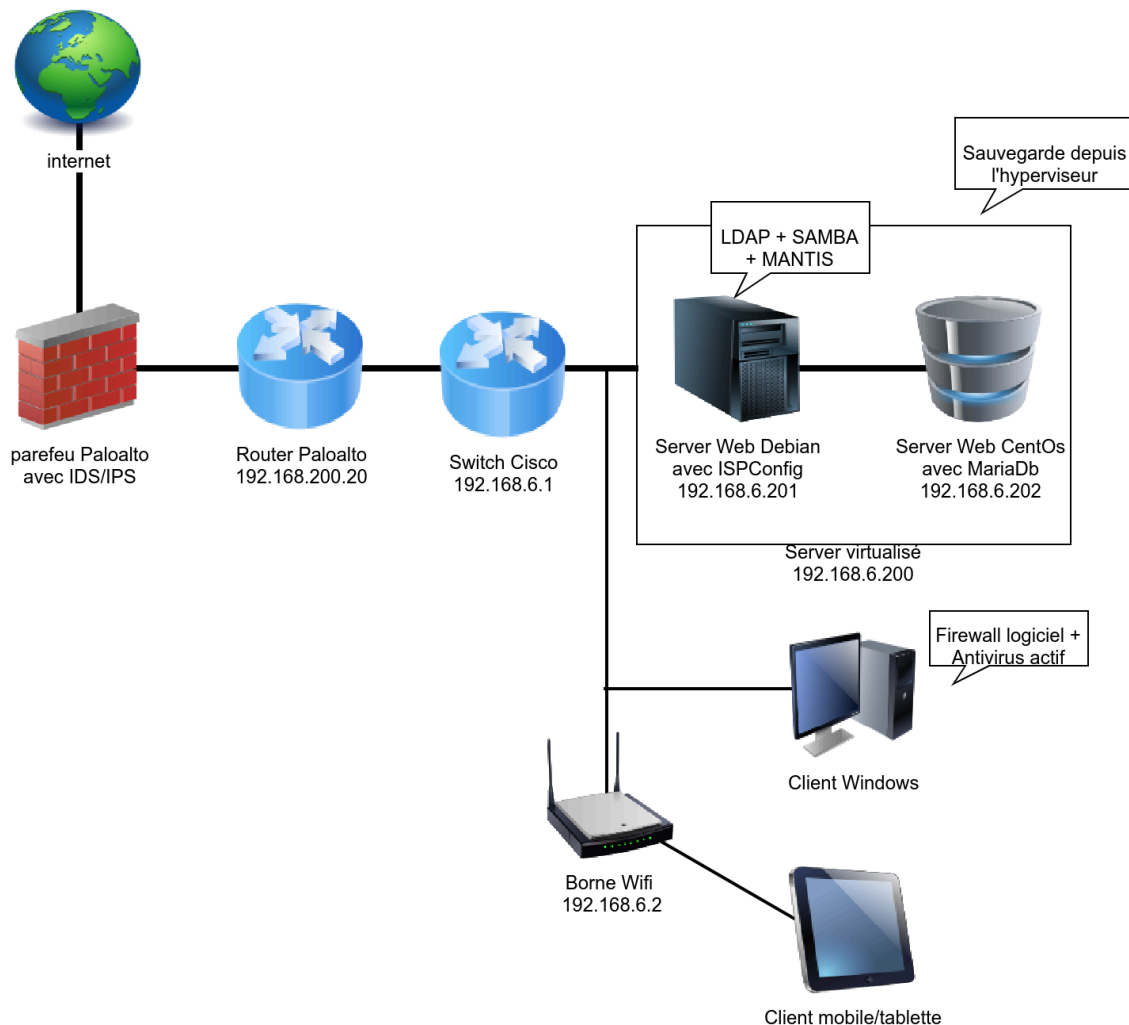 internet
Sauvegarde depuis
l'hyperviseur
LDAP + SAMBA
+ MANTIS
parefeu Paloalto
avec IDS/IPS
Router Paloalto
192.168.200.20
Switch Cisco
192.168.6.1
Server Web Debian
avec ISPConfig
192.168.6.201
Server Web CentOs
avec MariaDb
192.168.6.202
Server virtualisé
192.168.6.200
Firewall logiciel +
Antivirus actif
Client Windows
Borne Wifi
192.168.6.2
Client mobile/tablette